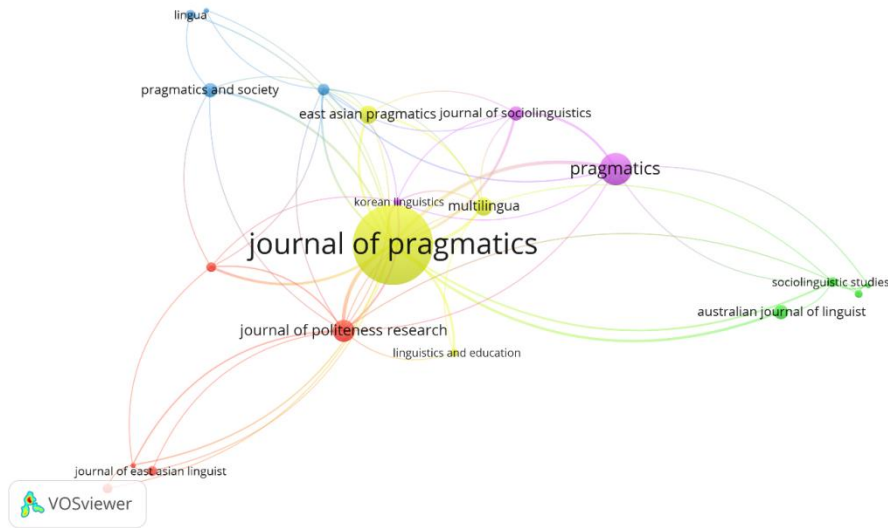 lingua
pragmatics and society
east asian pragmatics
journal of sociolinguistics
pragmatics
korean linguistics
multilingua
journal of pragmatics
sociolinguistic studies
australian journal of linguist
journal of politeness research
linguistics and education
journal of east asian linguist
VOSviewer